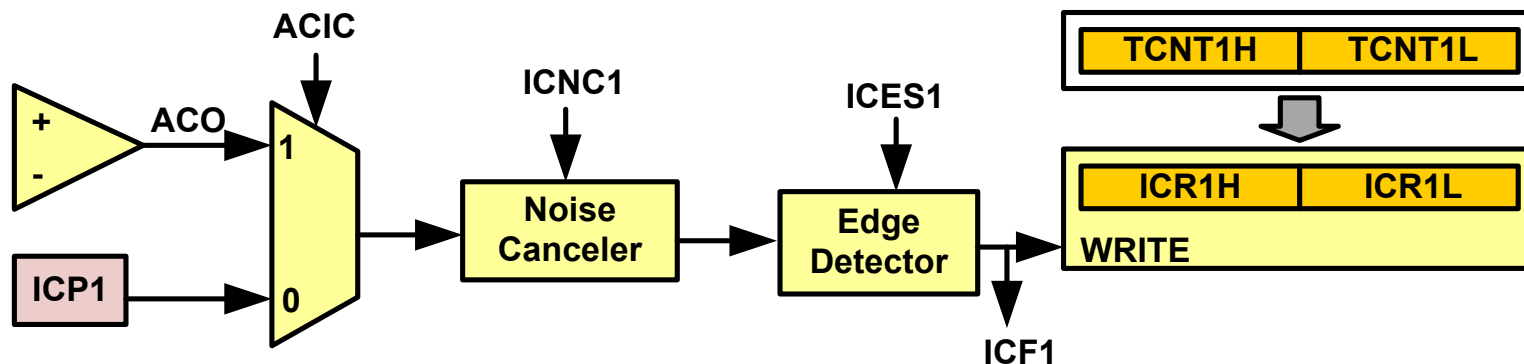 ACIC
TCNT1H TCNT1L
ICNC1
ICES1
+
ACO
1
-
ICR1H ICR1L
Noise
Canceler
Edge
Detector
WRITE
ICP1
0
ICF1